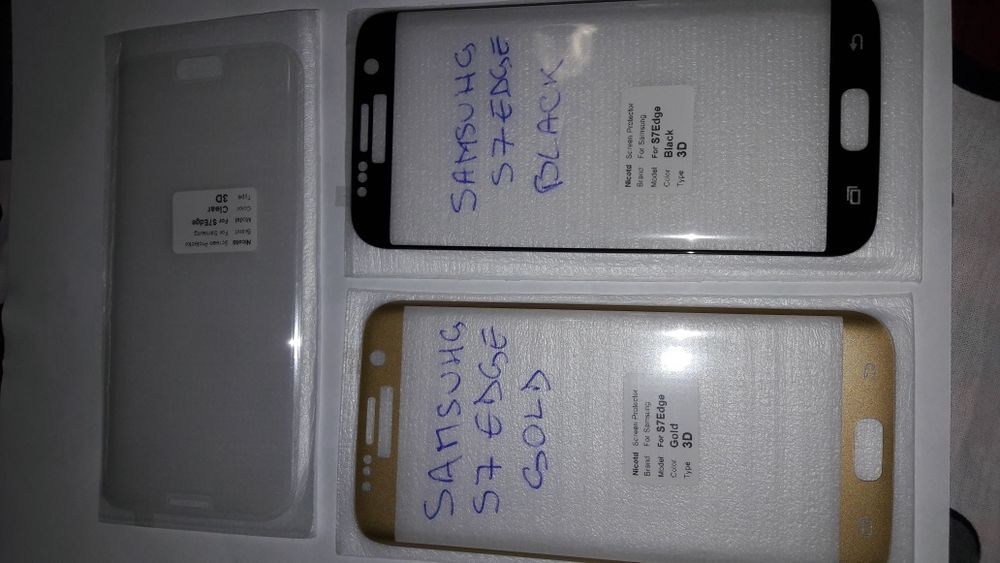 Nicotd Screen Protector
Brand For Samsung
Model For S7Edge
Color Clear
Type 3D
SAMSUHG
S7 EDGE
BLACK
Nicotd Screen Protector
Brand For Samsung
Model For S7Edge
Color Black
Type 3D
SAMSUHG
S7 EDGE
GOLD
Nicotd Screen Protector
Brand For Samsung
Model For S7Edge
Color Gold
Type 3D